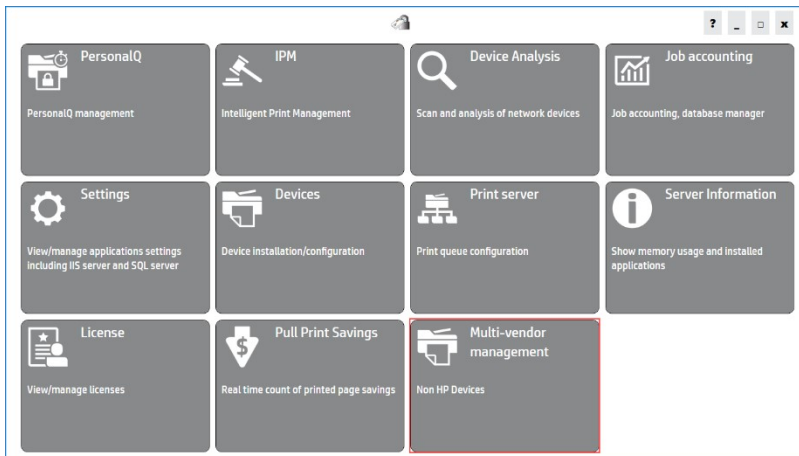 ? _ □ x
PersonalQ
PersonalQ management
IPM
Intelligent Print Management
Device Analysis
Scan and analysis of network devices
Job accounting
Job accounting, database manager
Settings
View/manage applications settings
including IIS server and SQL server
Devices
Device installation/configuration
Print server
Print queue configuration
Server Information
Show memory usage and installed
applications
License
View/manage licenses
Pull Print Savings
$
Real time count of printed page savings
Multi-vendor
management
Non HP Devices